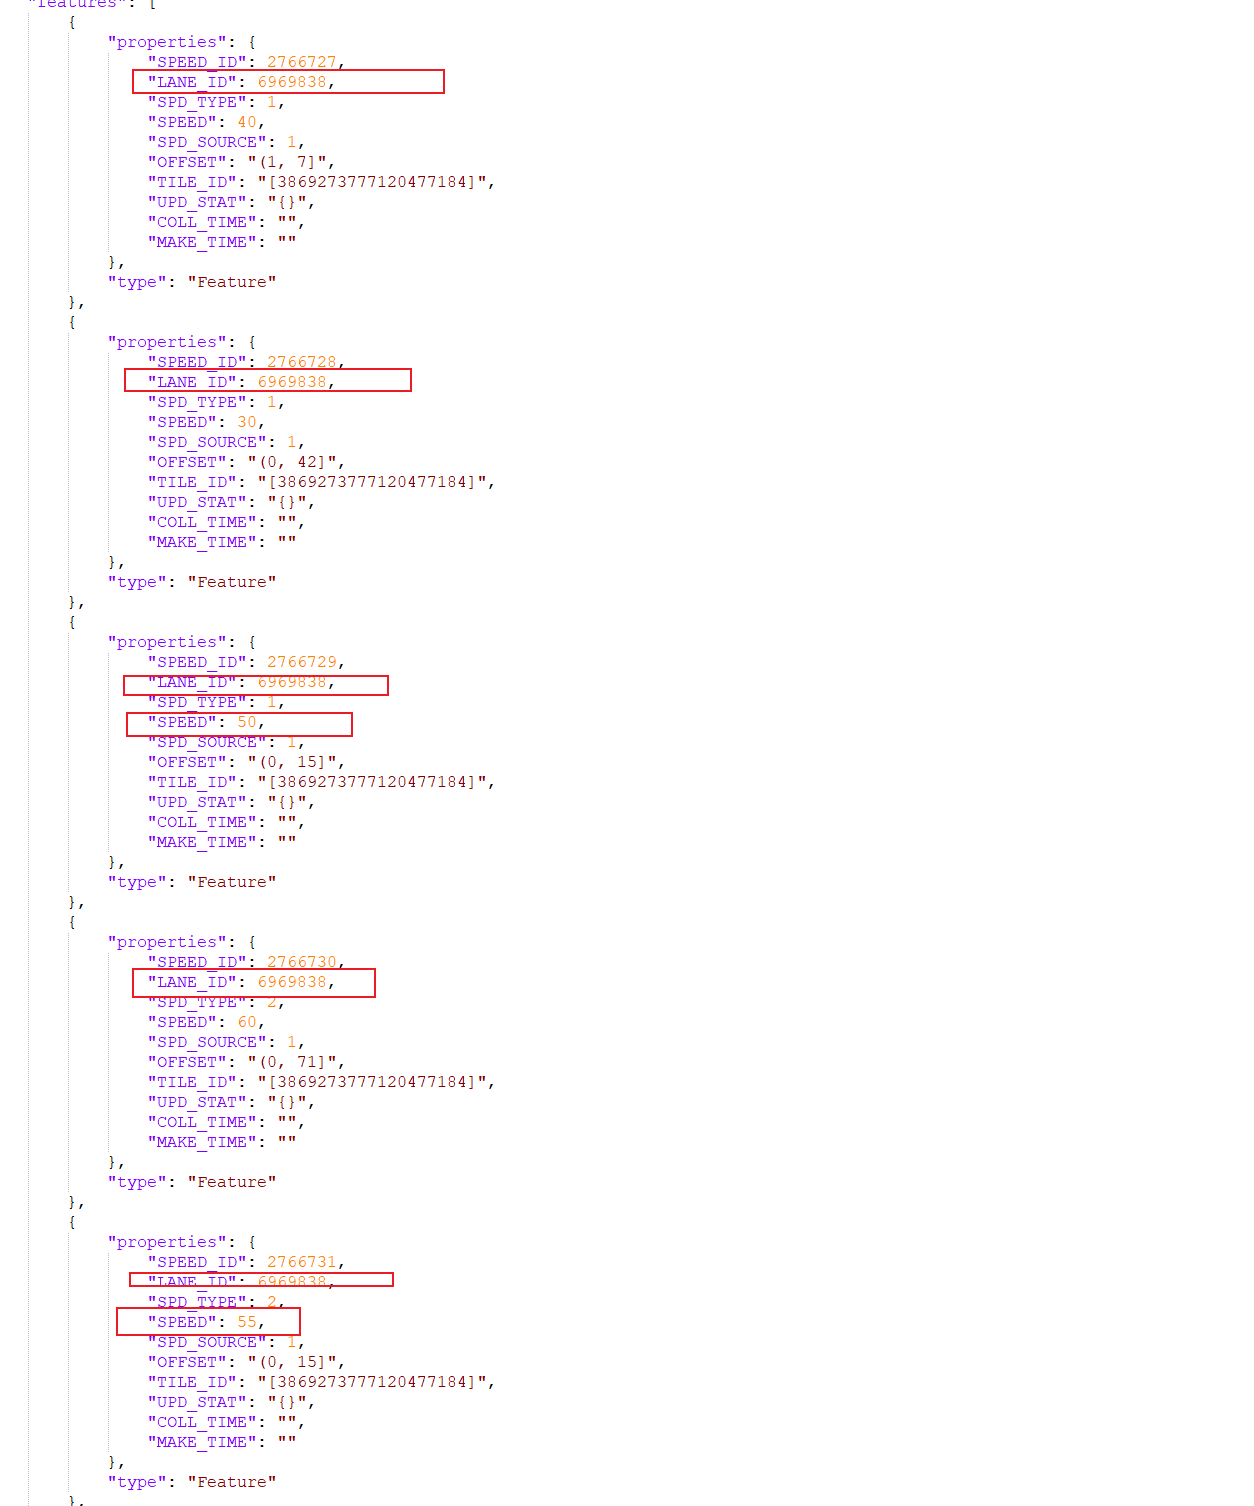 "features": [
{
"properties": {
"SPEED_ID": 2766727,
"LANE_ID": 6969838,
"SPD_TYPE": 1,
"SPEED": 40,
"SPD_SOURCE": 1,
"OFFSET": "(1, 7]",
"TILE_ID": "[3869273777120477184]",
"UPD_STAT": "{}",
"COLL_TIME": "",
"MAKE_TIME": ""
},
"type": "Feature"
},
{
"properties": {
"SPEED_ID": 2766728,
"LANE_ID": 6969838,
"SPD_TYPE": 1,
"SPEED": 30,
"SPD_SOURCE": 1,
"OFFSET": "(0, 42]",
"TILE_ID": "[3869273777120477184]",
"UPD_STAT": "{}",
"COLL_TIME": "",
"MAKE_TIME": ""
},
"type": "Feature"
},
{
"properties": {
"SPEED_ID": 2766729,
"LANE_ID": 6969838,
"SPD_TYPE": 1,
"SPEED": 50,
"SPD_SOURCE": 1,
"OFFSET": "(0, 15]",
"TILE_ID": "[3869273777120477184]",
"UPD_STAT": "{}",
"COLL_TIME": "",
"MAKE_TIME": ""
},
"type": "Feature"
},
{
"properties": {
"SPEED_ID": 2766730,
"LANE_ID": 6969838,
"SPD_TYPE": 2,
"SPEED": 60,
"SPD_SOURCE": 1,
"OFFSET": "(0, 71]",
"TILE_ID": "[3869273777120477184]",
"UPD_STAT": "{}",
"COLL_TIME": "",
"MAKE_TIME": ""
},
"type": "Feature"
},
{
"properties": {
"SPEED_ID": 2766731,
"LANE_ID": 6969838,
"SPD_TYPE": 2,
"SPEED": 55,
"SPD_SOURCE": 1,
"OFFSET": "(0, 15]",
"TILE_ID": "[3869273777120477184]",
"UPD_STAT": "{}",
"COLL_TIME": "",
"MAKE_TIME": ""
},
"type": "Feature"
},